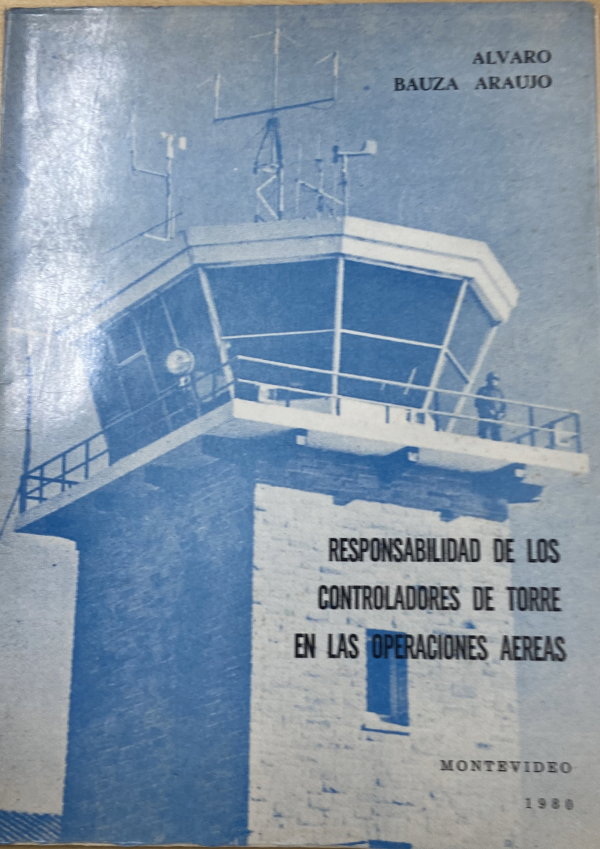 ALVARO
BAUZA ARAUJO
RESPONSABILIDAD DE LOS
CONTROLADORES DE TORRE
EN LAS OPERACIONES AEREAS
MONTEVIDEO
1980